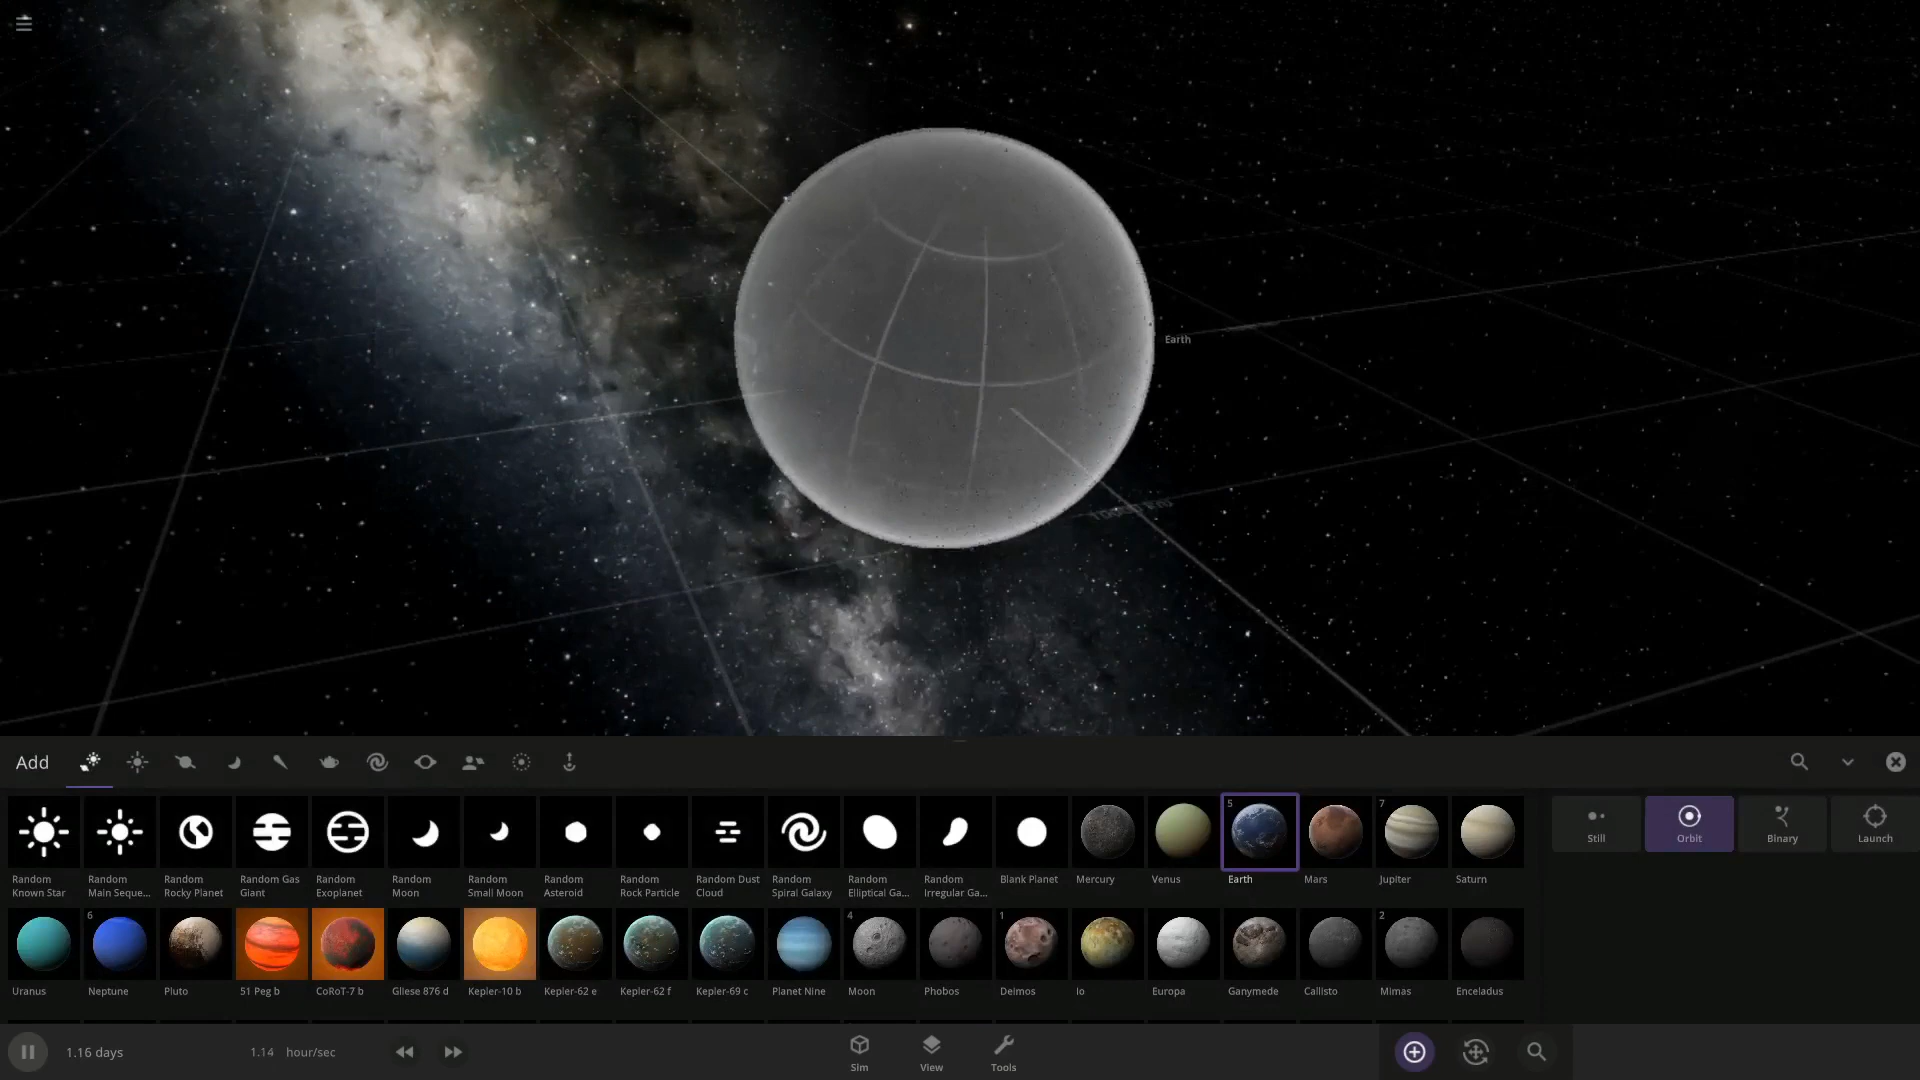 Earth
Add
5
7
Random Known Star
Random Main Seque...
Random Rocky Planet
Random Gas Giant
Random Exoplanet
Random Moon
Random Small Moon
Random Asteroid
Random Rock Particle
Random Dust Cloud
Random Spiral Galaxy
Random Elliptical Ga...
Random Irregular Ga...
Blank Planet
Mercury
Venus
Earth
Mars
Jupiter
Saturn
Still
Orbit
Binary
Launch
6
4
1
2
Uranus
Neptune
Pluto
51 Peg b
CoRoT-7 b
Gliese 876 d
Kepler-10 b
Kepler-62 e
Kepler-62 f
Kepler-69 c
Planet Nine
Moon
Phobos
Deimos
Io
Europa
Ganymede
Callisto
Mimas
Enceladus
1.16 days
1.14 hour/sec
Sim
View
Tools